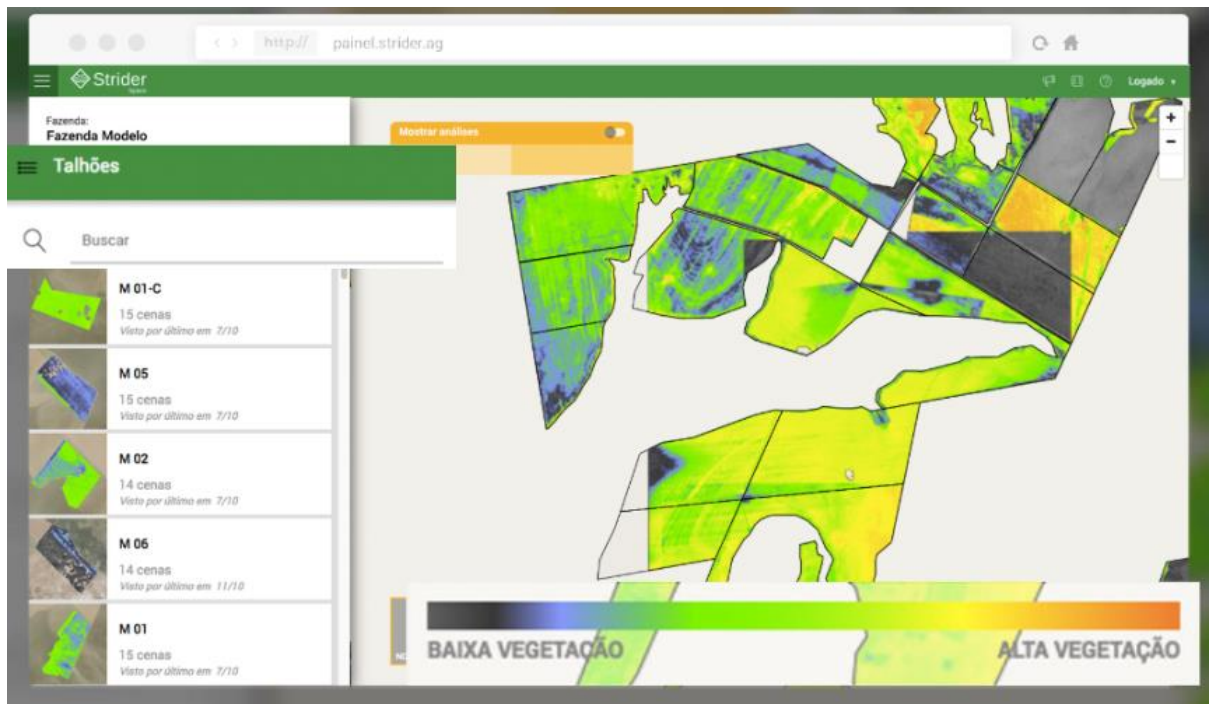 http:// painel.strider.ag
Strider
Logado
Fazenda:
Fazenda Modelo
Mostrar análises
Talhões
Buscar
M 01-C
15 cenas
Visto por último em 7/10
M 05
15 cenas
Visto por último em 7/10
M 02
14 cenas
Visto por último em 7/10
M 06
14 cenas
Visto por último em 11/10
M 01
15 cenas
Visto por último em 7/10
BAIXA VEGETAÇÃO
ALTA VEGETAÇÃO